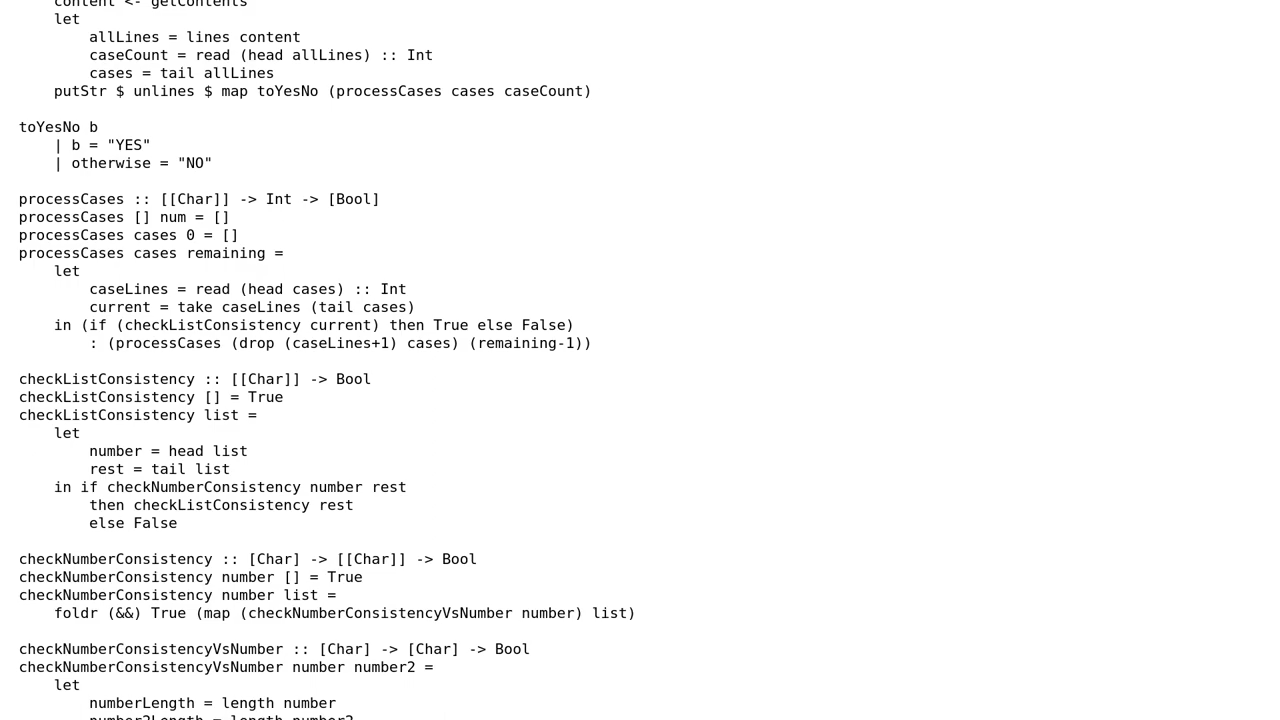 content <- getContents
let
allLines = lines content
caseCount = read (head allLines) :: Int
cases = tail allLines
putStr $ unlines $ map toYesNo (processCases cases caseCount)
toYesNo b
| b = "YES"
| otherwise = "NO"
processCases :: [[Char]] -> Int -> [Bool]
processCases [] num = []
processCases cases 0 = []
processCases cases remaining =
let
caseLines = read (head cases) :: Int
current = take caseLines (tail cases)
in (if (checkListConsistency current) then True else False)
: (processCases (drop (caseLines+1) cases) (remaining-1))
checkListConsistency :: [[Char]] -> Bool
checkListConsistency [] = True
checkListConsistency list =
let
number = head list
rest = tail list
in if checkNumberConsistency number rest
then checkListConsistency rest
else False
checkNumberConsistency :: [Char] -> [[Char]] -> Bool
checkNumberConsistency number [] = True
checkNumberConsistency number list =
foldr (&&) True (map (checkNumberConsistencyVsNumber number) list)
checkNumberConsistencyVsNumber :: [Char] -> [Char] -> Bool
checkNumberConsistencyVsNumber number number2 =
let
numberLength = length number
number2Length = length number2